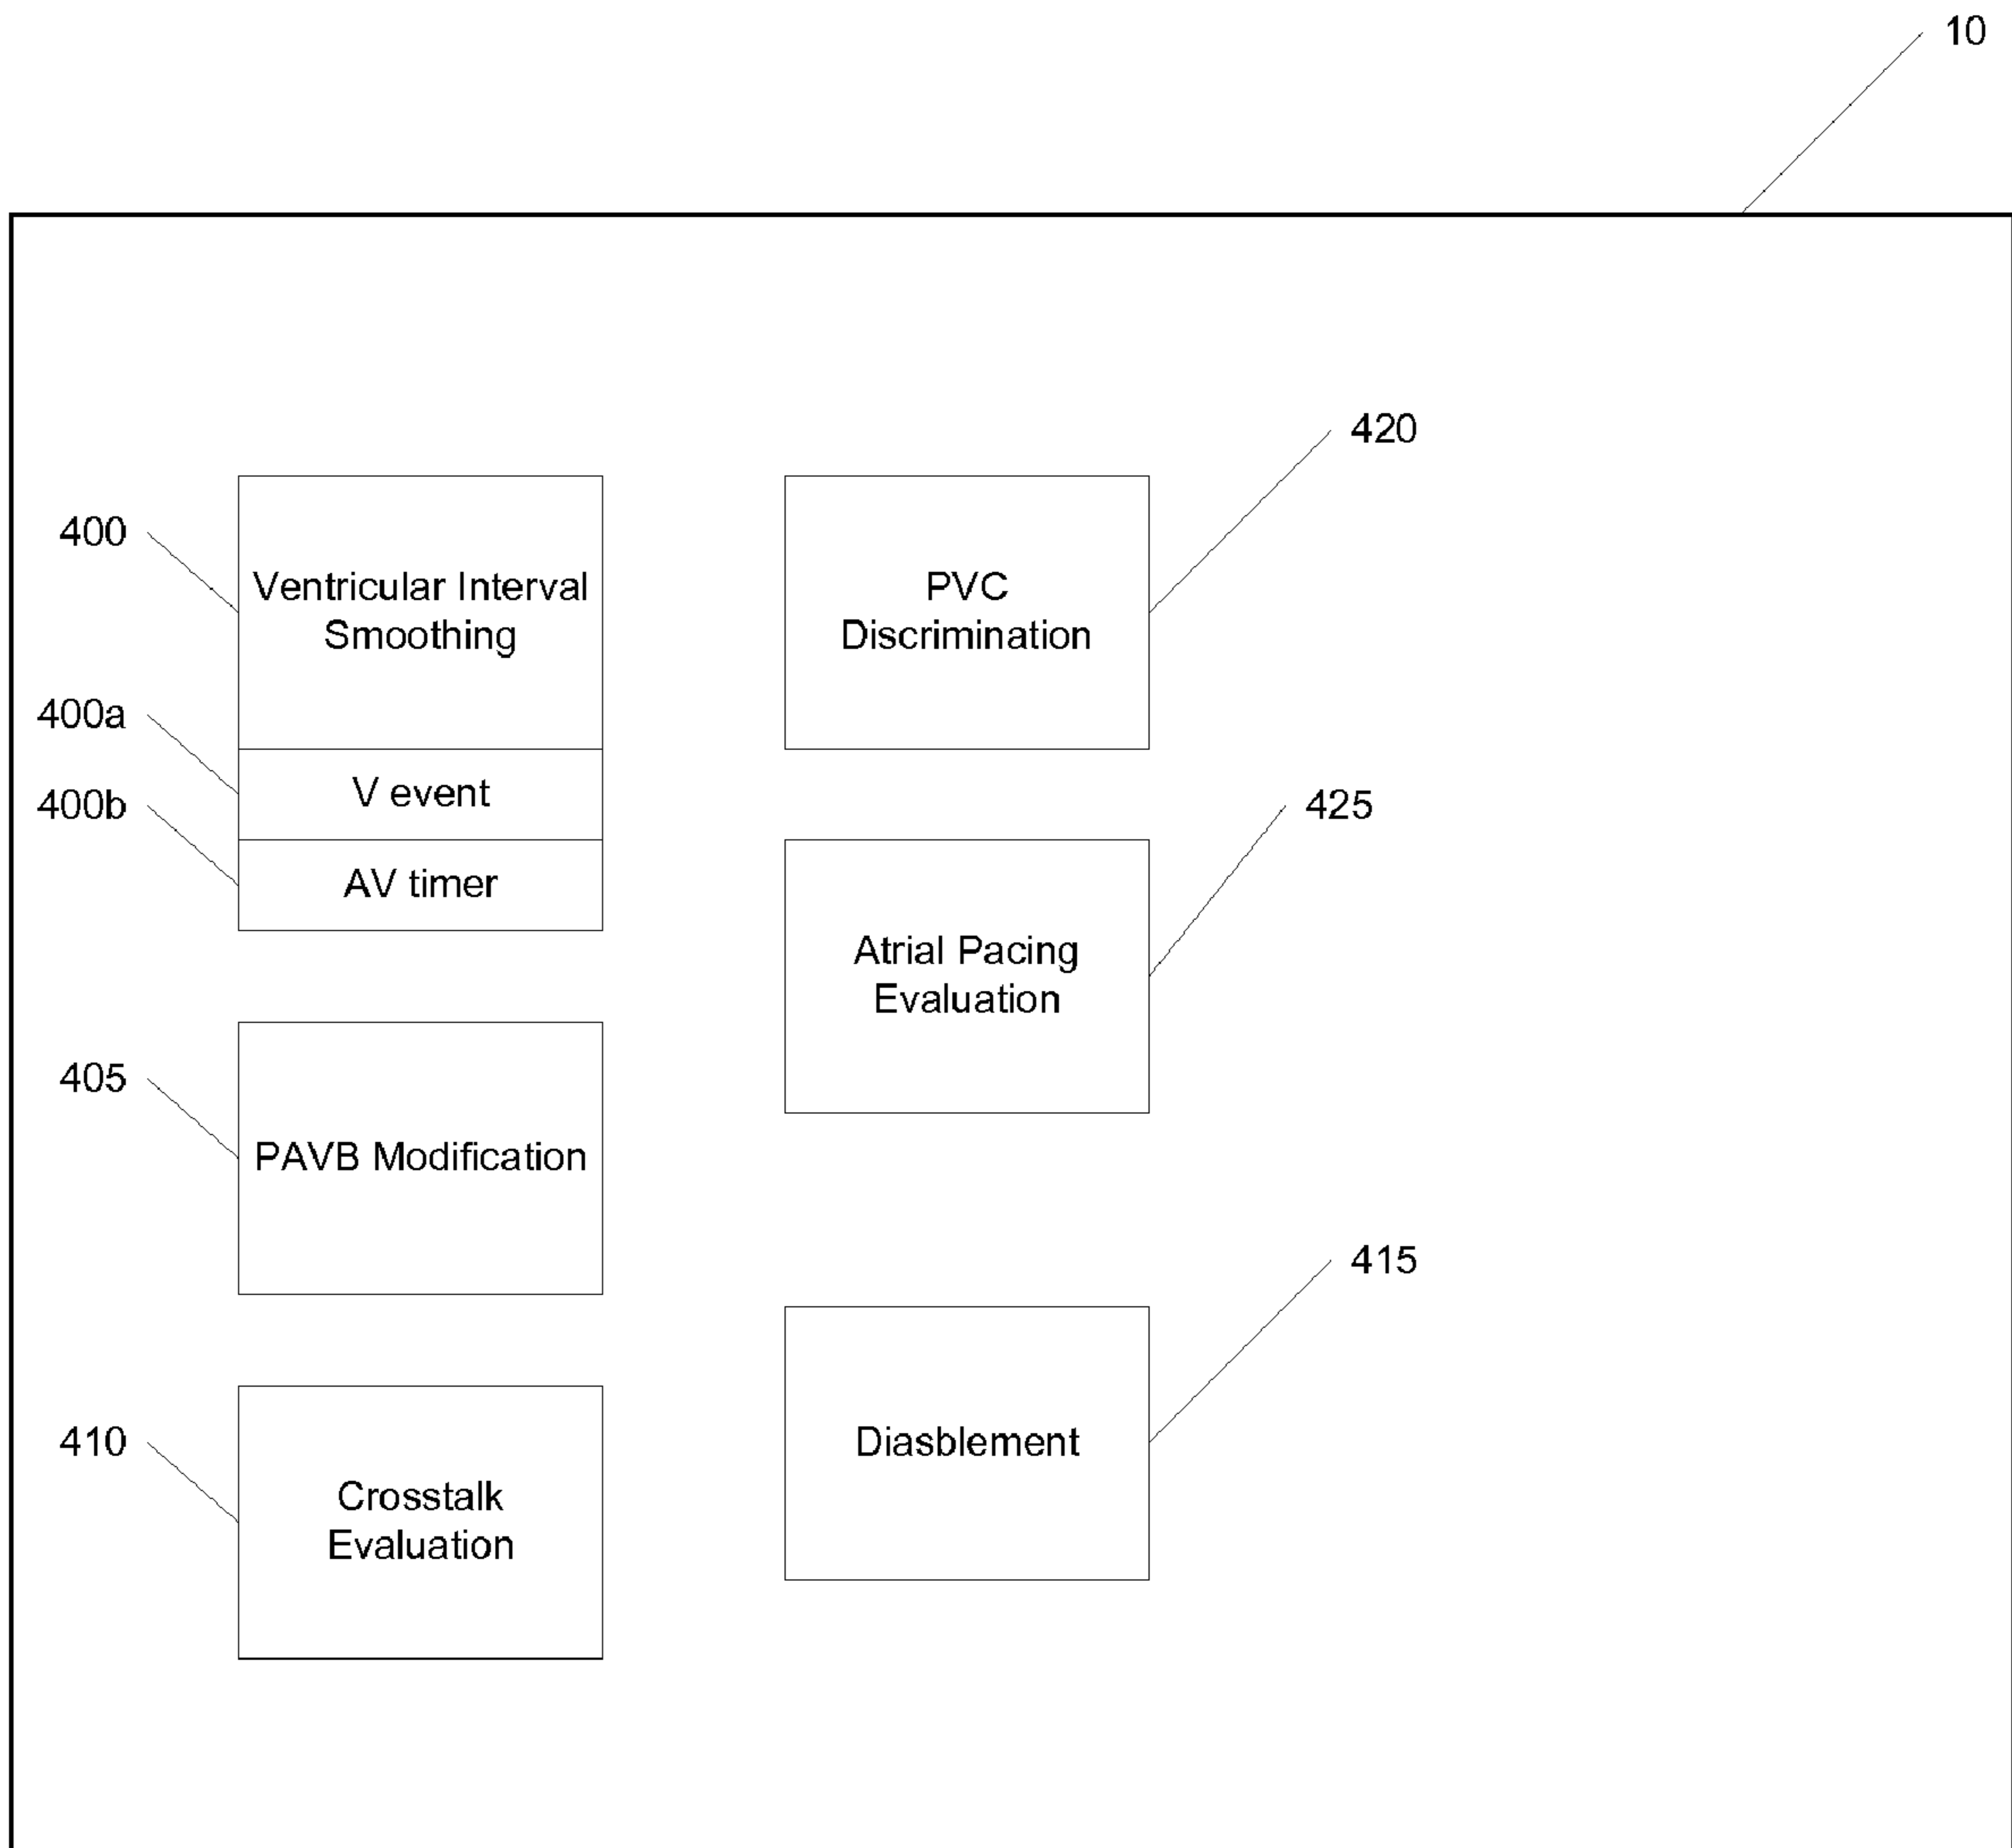 10
420
400
Ventricular Interval
Smoothing
PVC
Discrimination
400a
V event
400b
AV timer
425
Atrial Pacing
Evaluation
405
PAVB Modification
415
410
Crosstalk
Evaluation
Diasblement